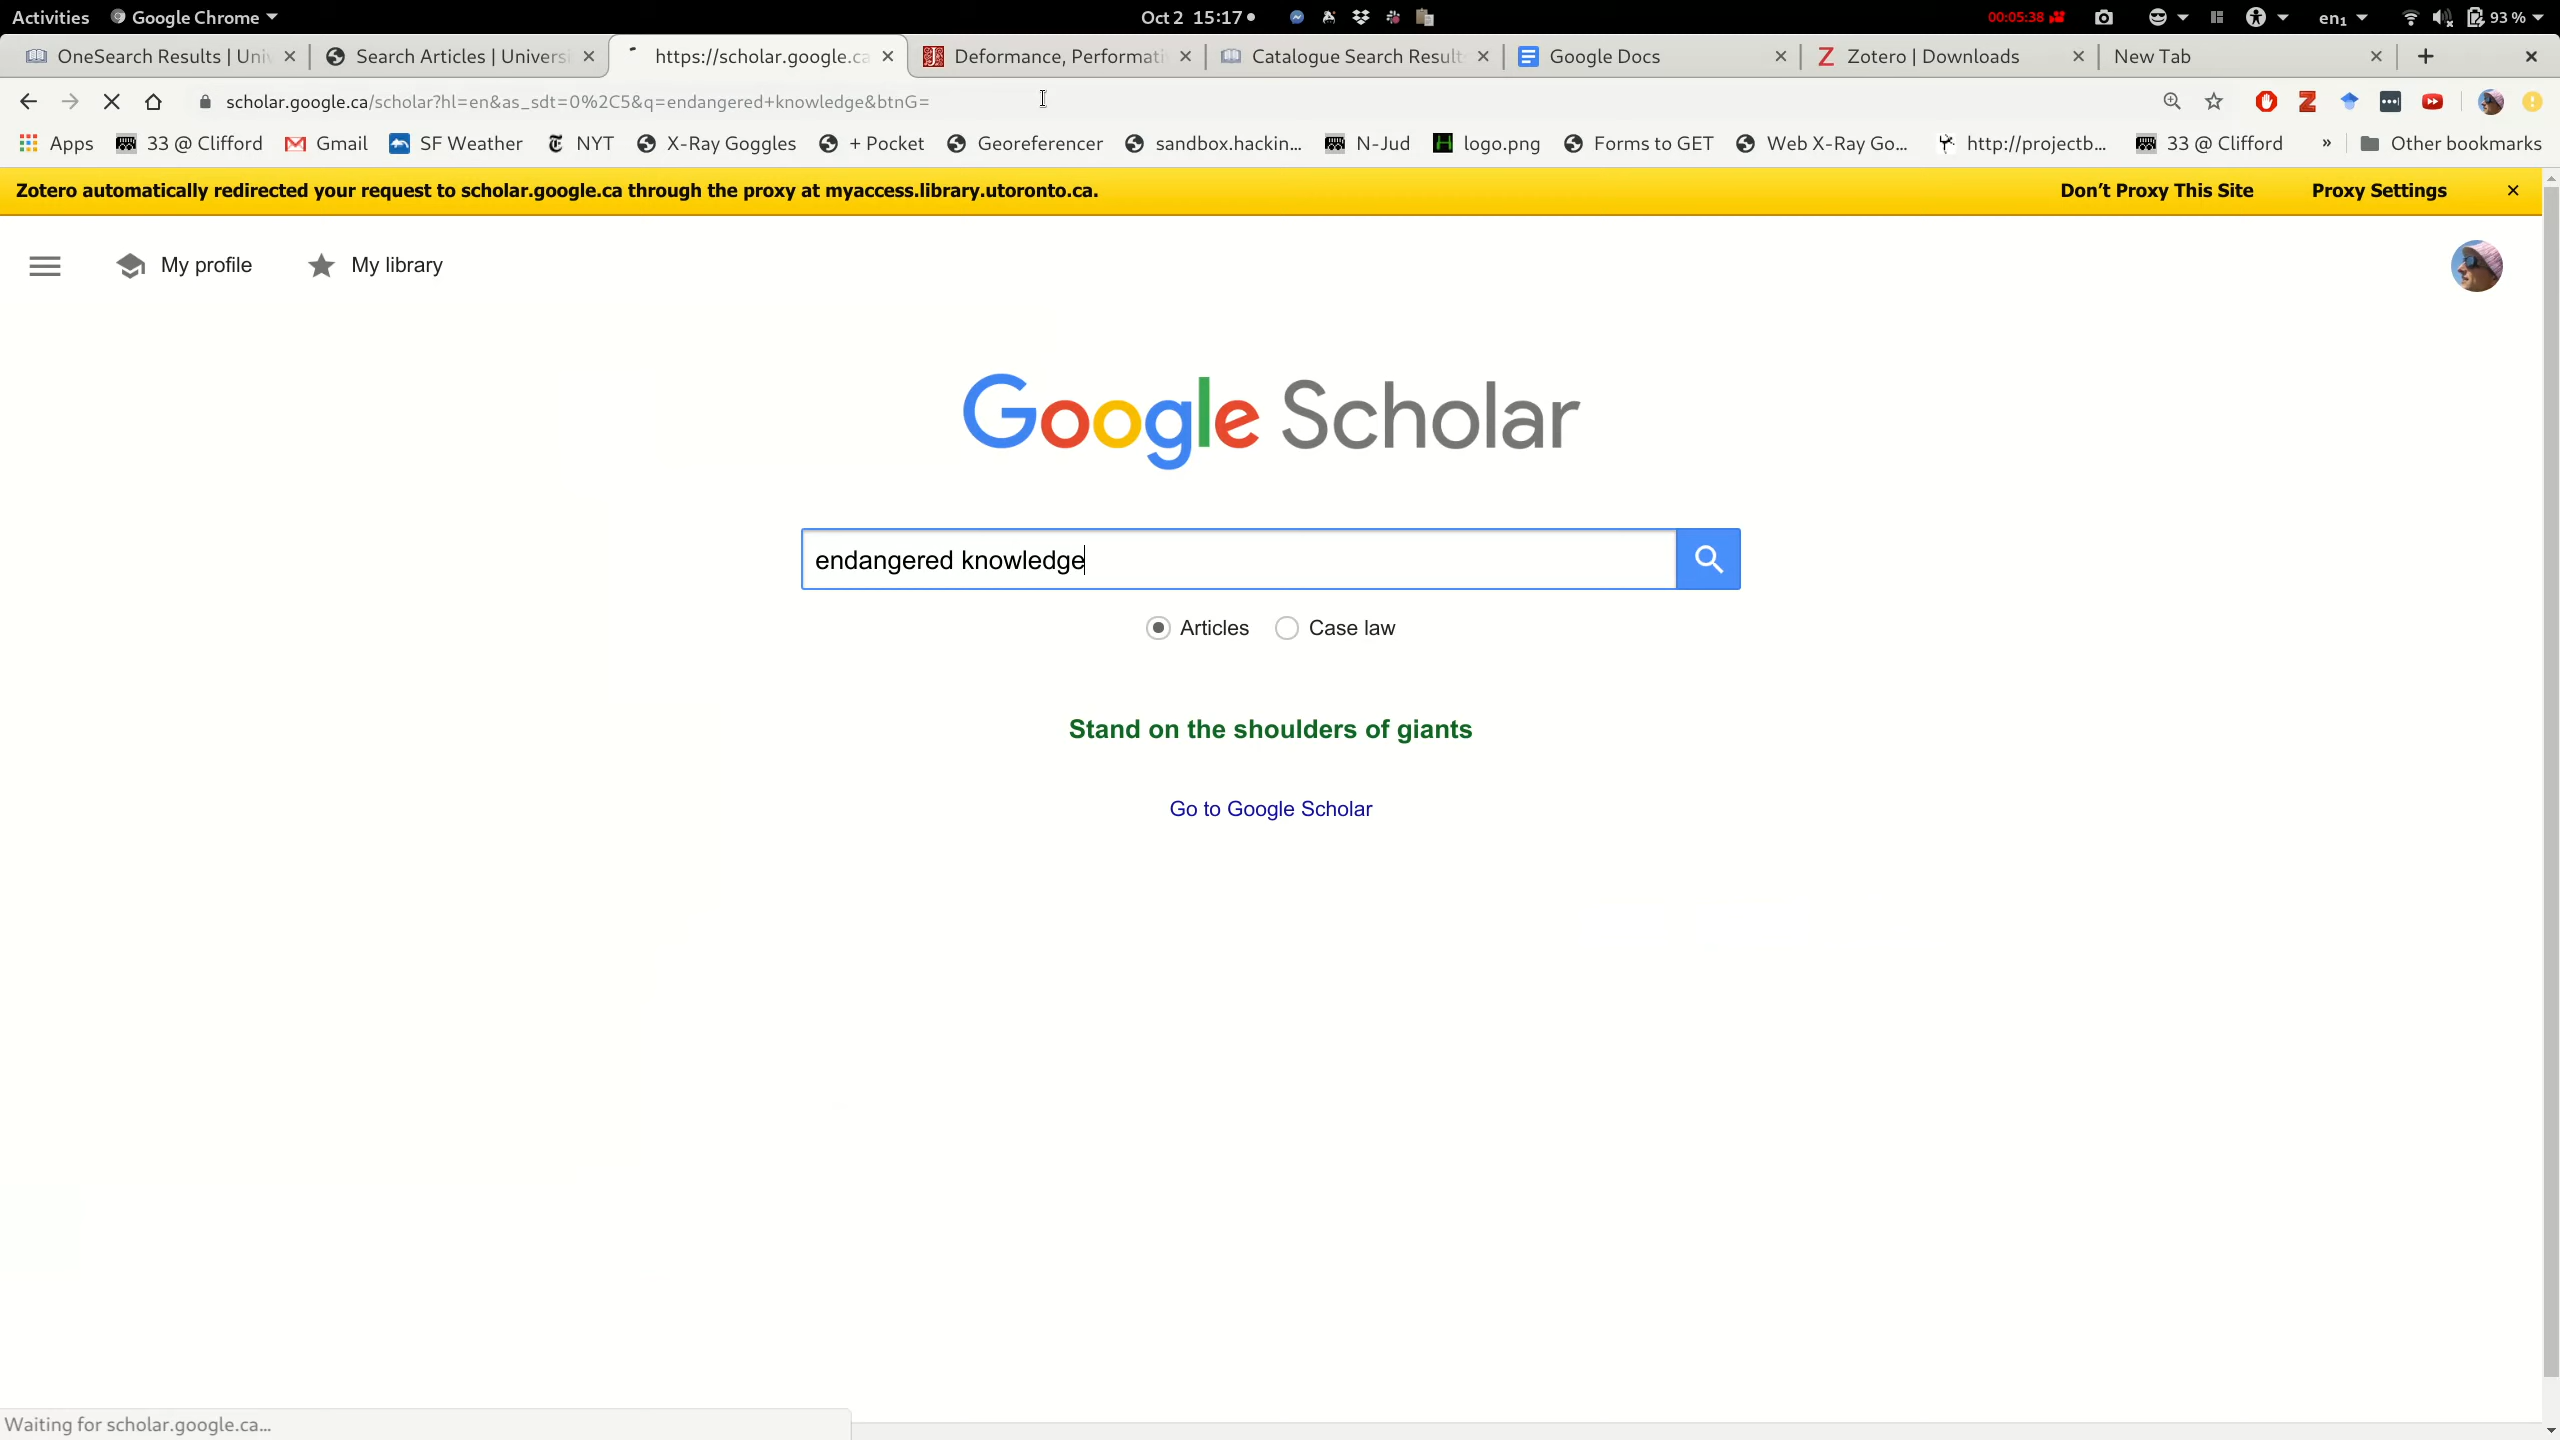 Activities Google Chrome Oct 2 15:17 00:05:38 en₁ 93 %
OneSearch Results | Uni Search Articles | Universi https://scholar.google.ca Deformance, Performati Catalogue Search Result Google Docs Zotero | Downloads New Tab
scholar.google.ca/scholar?hl=en&as_sdt=0%2C5&q=endangered+knowledge&btnG=
Apps 33 @ Clifford Gmail SF Weather NYT X-Ray Goggles + Pocket Georeferencer sandbox.hackin... N-Jud logo.png Forms to GET Web X-Ray Go... http://projectb... 33 @ Clifford » Other bookmarks
Zotero automatically redirected your request to scholar.google.ca through the proxy at myaccess.library.utoronto.ca. Don't Proxy This Site Proxy Settings
My profile My library
Google Scholar
endangered knowledge
Articles Case law
Stand on the shoulders of giants
Go to Google Scholar
Waiting for scholar.google.ca...